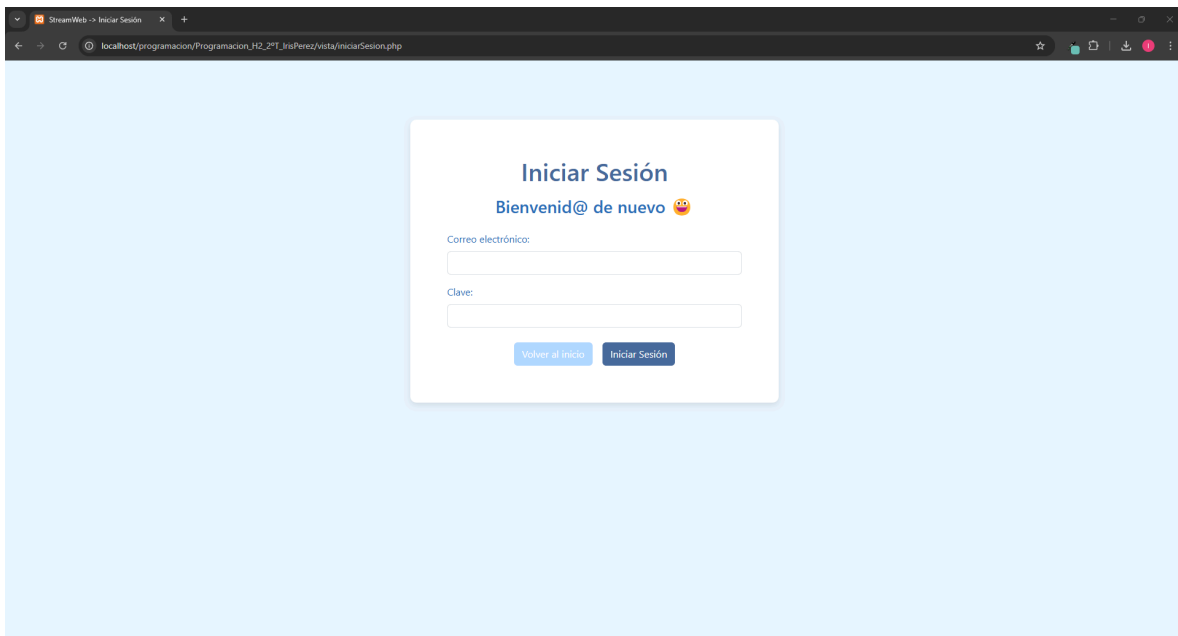 StreamWeb -> Iniciar Sesión
localhost/programacion/Programacion_H2_2ºT_IrisPerez/vista/iniciarSesion.php
Iniciar Sesión
Bienvenid@ de nuevo 😀
Correo electrónico:
Clave:
Volver al inicio Iniciar Sesión